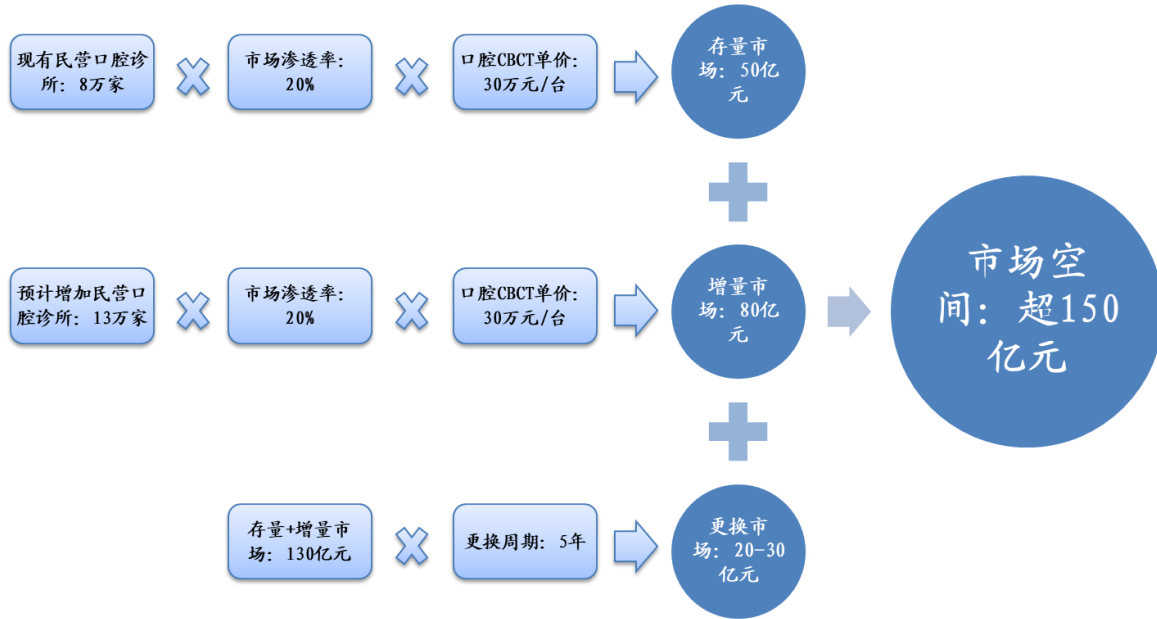 现有民营口腔诊
所：8万家
市场渗透率：
20%
口腔CBCT单价：
30万元/台
存量市
场：50亿
元
预计增加民营口
腔诊所：13万家
市场渗透率：
20%
口腔CBCT单价：
30万元/台
增量市
场：80亿
元
市场空
间：超150
亿元
存量+增量市
场：130亿元
更换周期：5年
更换市
场：20-30
亿元